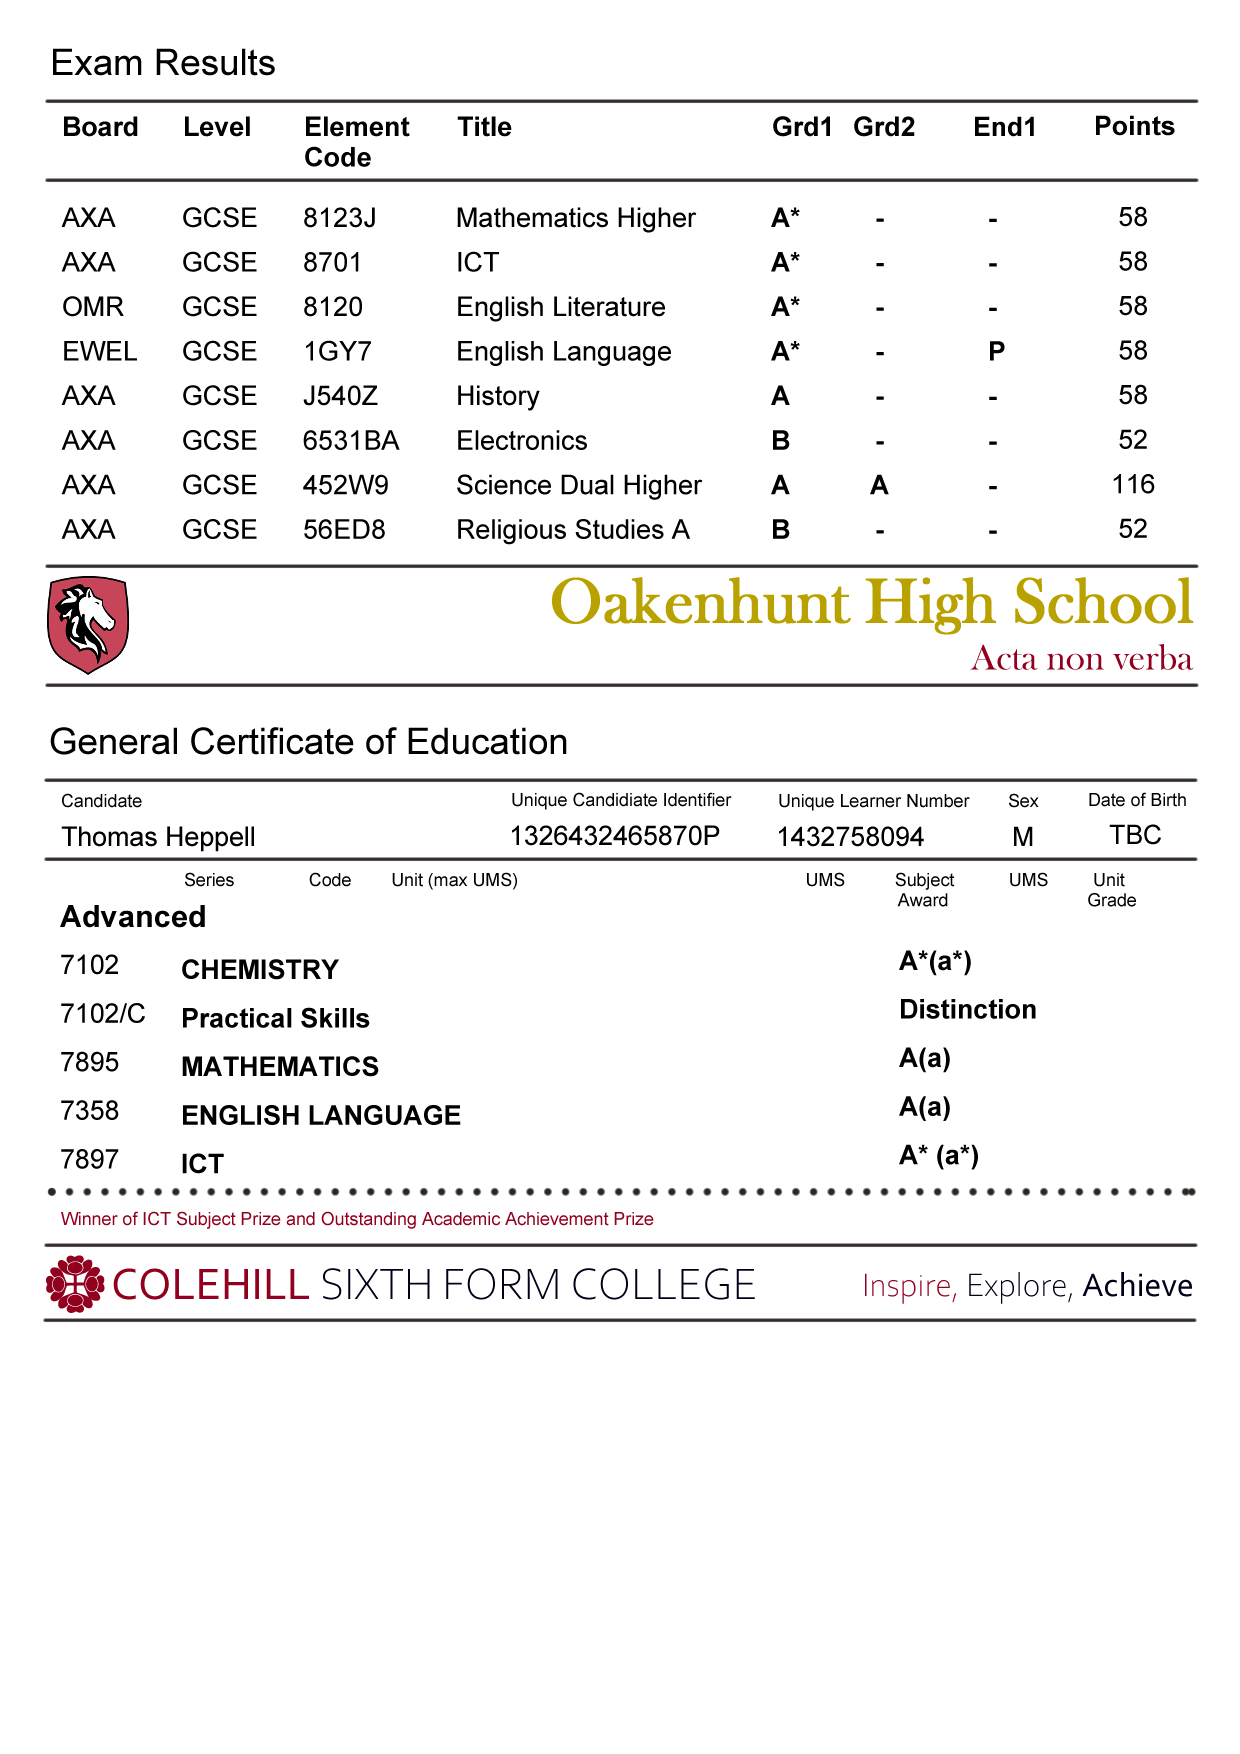 Exam Results
Board Level Element Code Title Grd1 Grd2 End1 Points
AXA GCSE 8123J Mathematics Higher A* - - 58
AXA GCSE 8701 ICT A* - - 58
OMR GCSE 8120 English Literature A* - - 58
EWEL GCSE 1GY7 English Language A* - P 58
AXA GCSE J540Z History A - - 58
AXA GCSE 6531BA Electronics B - - 52
AXA GCSE 452W9 Science Dual Higher A A - 116
AXA GCSE 56ED8 Religious Studies A B - - 52
Oakenhunt High School
Acta non verba
General Certificate of Education
Candidate Unique Candidiate Identifier Unique Learner Number Sex Date of Birth
Thomas Heppell 1326432465870P 1432758094 M TBC
Series Code Unit (max UMS) UMS Subject Award UMS Unit Grade
Advanced
7102 CHEMISTRY A*(a*)
7102/C Practical Skills Distinction
7895 MATHEMATICS A(a)
7358 ENGLISH LANGUAGE A(a)
7897 ICT A* (a*)
Winner of ICT Subject Prize and Outstanding Academic Achievement Prize
COLEHILL SIXTH FORM COLLEGE Inspire, Explore, Achieve